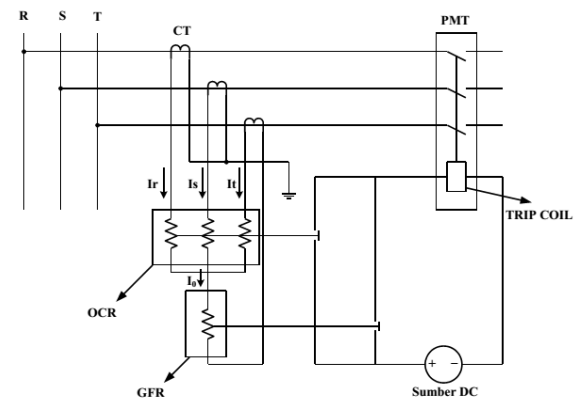 R S T
CT
PMT
Ir Is It
TRIP COIL
I₀
OCR
GFR
+ −
Sumber DC